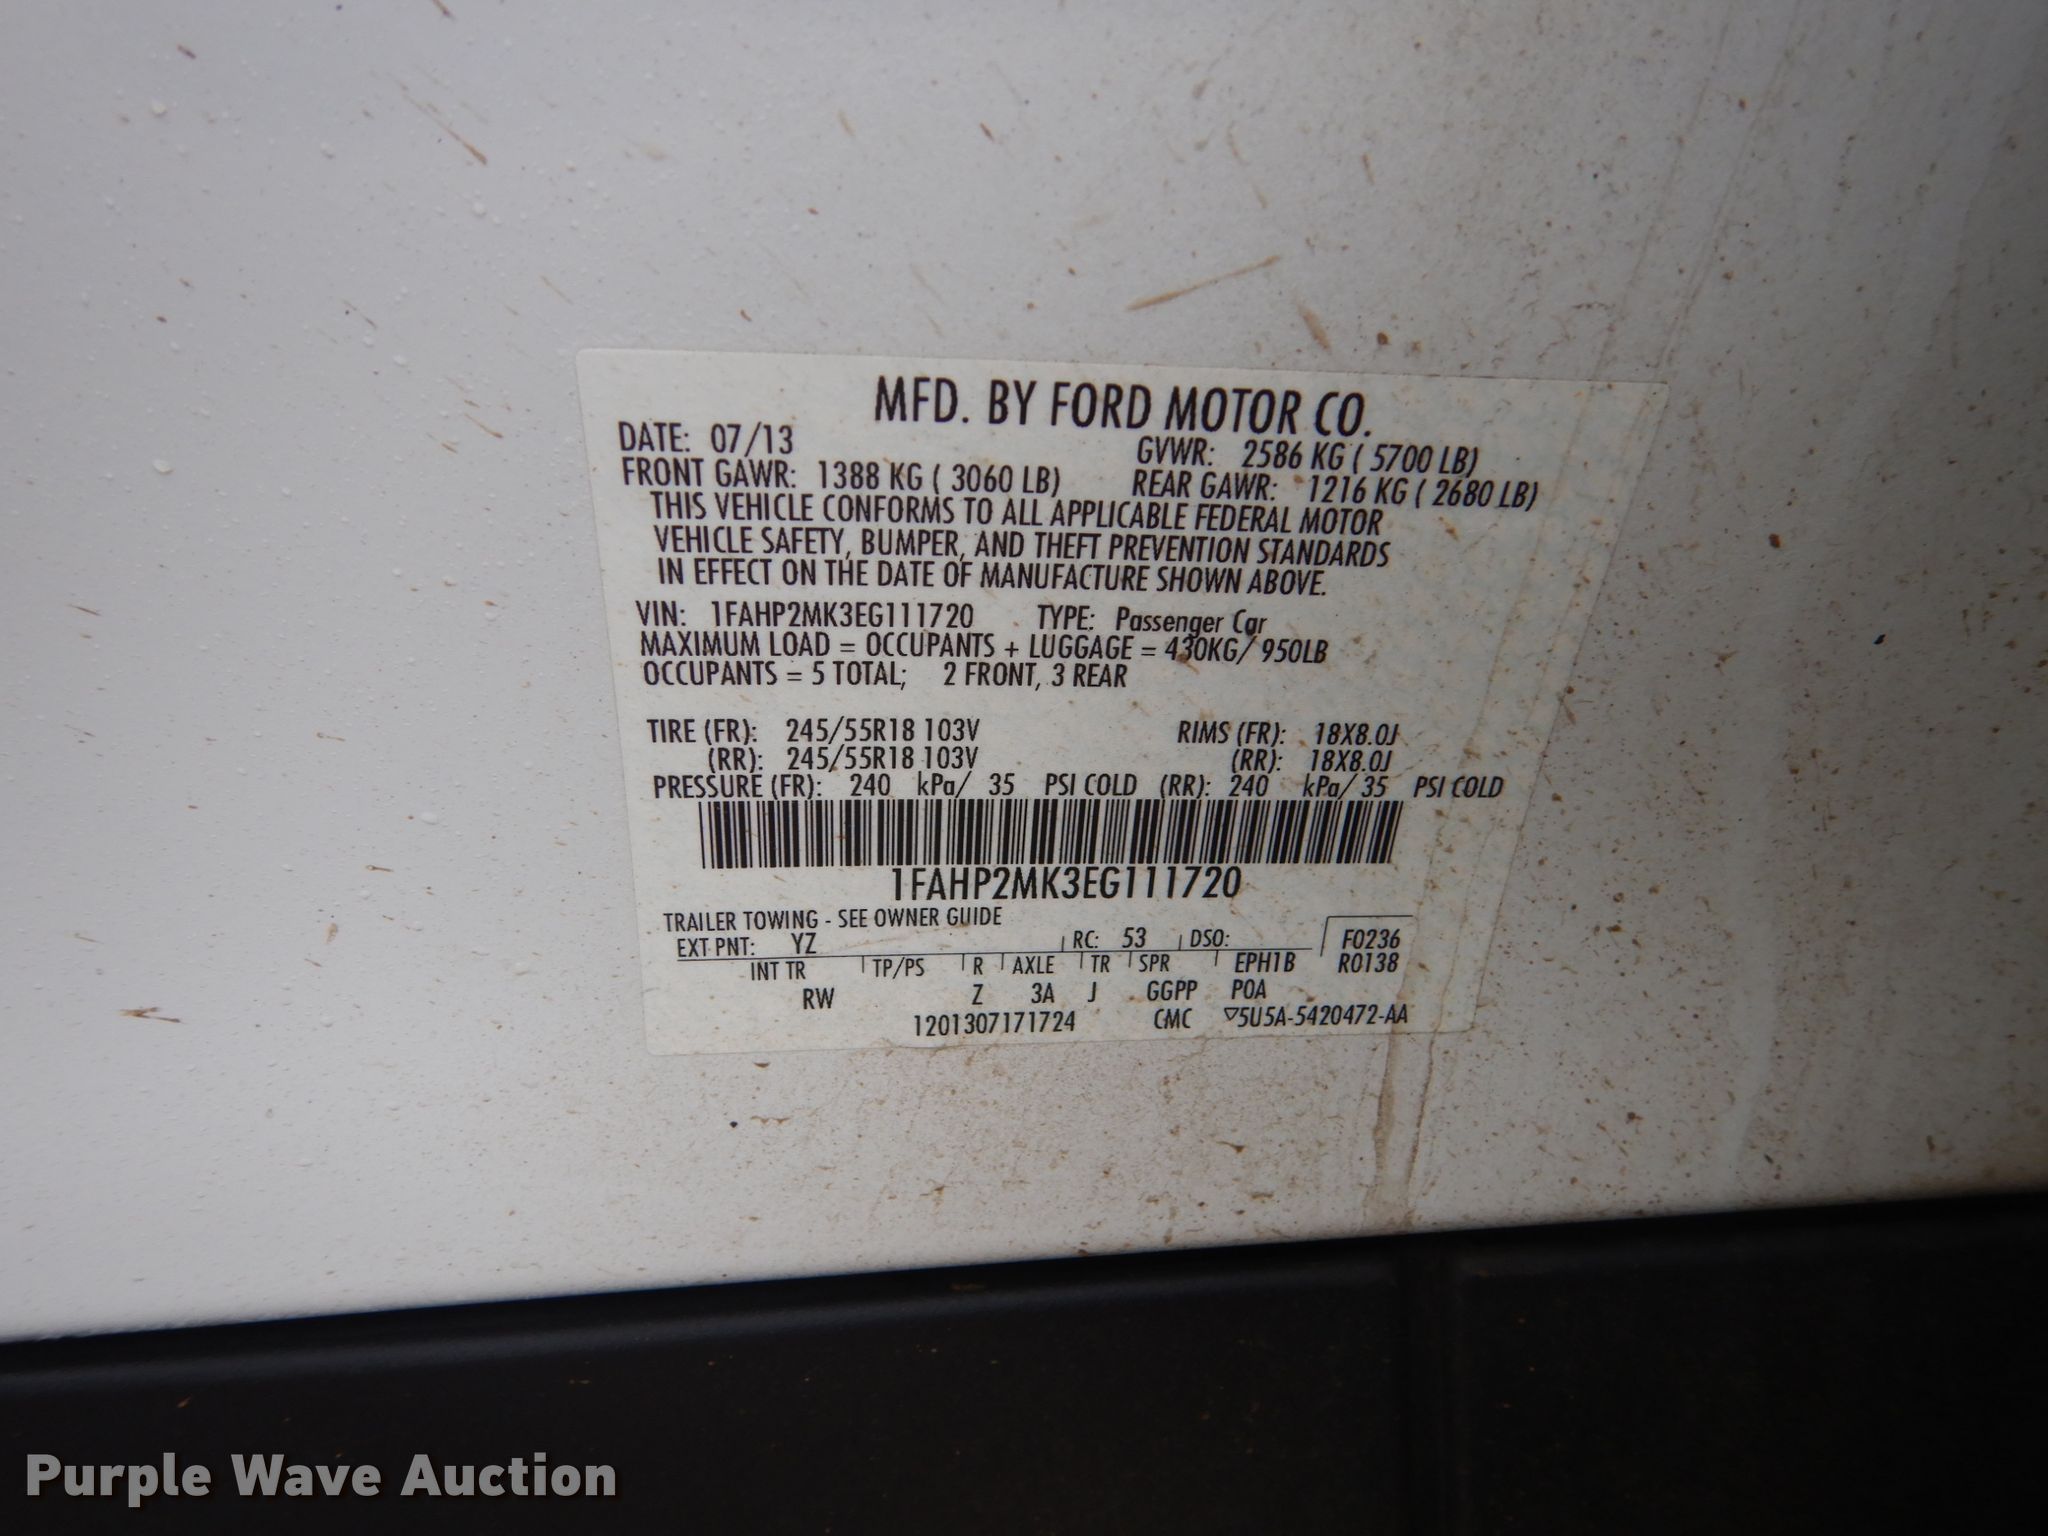 MFD. BY FORD MOTOR CO.
DATE: 07/13 GVWR: 2586 KG ( 5700 LB)
FRONT GAWR: 1388 KG ( 3060 LB) REAR GAWR: 1216 KG ( 2680 LB)
THIS VEHICLE CONFORMS TO ALL APPLICABLE FEDERAL MOTOR
VEHICLE SAFETY, BUMPER, AND THEFT PREVENTION STANDARDS
IN EFFECT ON THE DATE OF MANUFACTURE SHOWN ABOVE.
VIN: 1FAHP2MK3EG111720 TYPE: Passenger Car
MAXIMUM LOAD = OCCUPANTS + LUGGAGE = 430KG/ 950LB
OCCUPANTS = 5 TOTAL; 2 FRONT, 3 REAR
TIRE (FR): 245/55R18 103V RIMS (FR): 18X8.0J
(RR): 245/55R18 103V (RR): 18X8.0J
PRESSURE (FR): 240 kPa/ 35 PSI COLD (RR): 240 kPa/ 35 PSI COLD
1FAHP2MK3EG111720
TRAILER TOWING - SEE OWNER GUIDE
EXT PNT: YZ RC: 53 DSO: F0236
INT TR TP/PS R AXLE TR SPR EPH1B R0138
RW Z 3A J GGPP POA
1201307171724 CMC ▽5U5A-5420472-AA
Purple Wave Auction